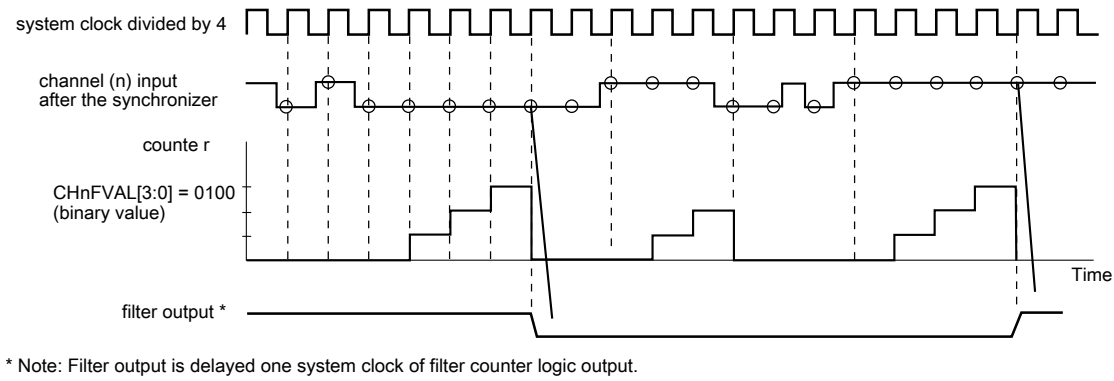 system clock divided by 4
channel (n) input
after the synchronizer
counte r
CHnFVAL[3:0] = 0100
(binary value)
Time
filter output *
* Note: Filter output is delayed one system clock of filter counter logic output.